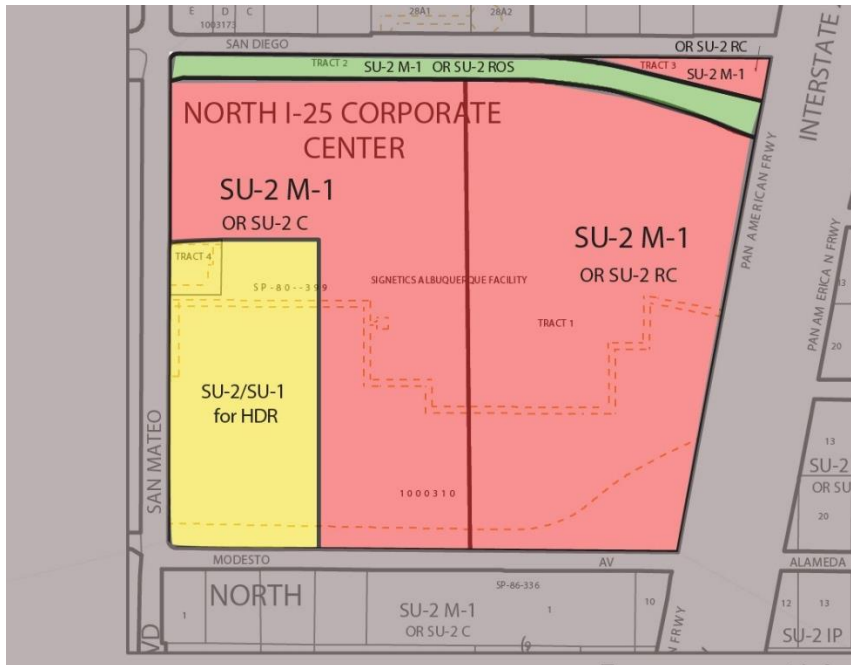 E D C
1003173
28A1
28A2
SAN DIEGO
OR SU-2 RC
TRACT 2
SU-2 M-1 OR SU-2 ROS
TRACT 3
SU-2 M-1
INTERSTATE
NORTH I-25 CORPORATE
CENTER
SU-2 M-1
OR SU-2 C
SU-2 M-1
OR SU-2 RC
PAN AMERICAN FRWY
TRACT 4
SP-80--399
SIGNETICS ALBUQUERQUE FACILITY
TRACT 1
PAN AMERICA N FRWY
13
20
SU-2/SU-1
for HDR
SAN MATEO
13
SU-2
OR SU
20
1000310
MODESTO
AV
ALAMEDA
SP-86-336
NORTH
1
SU-2 M-1
OR SU-2 C
1
10
12
13
SU-2 IP
VD
N FRWY